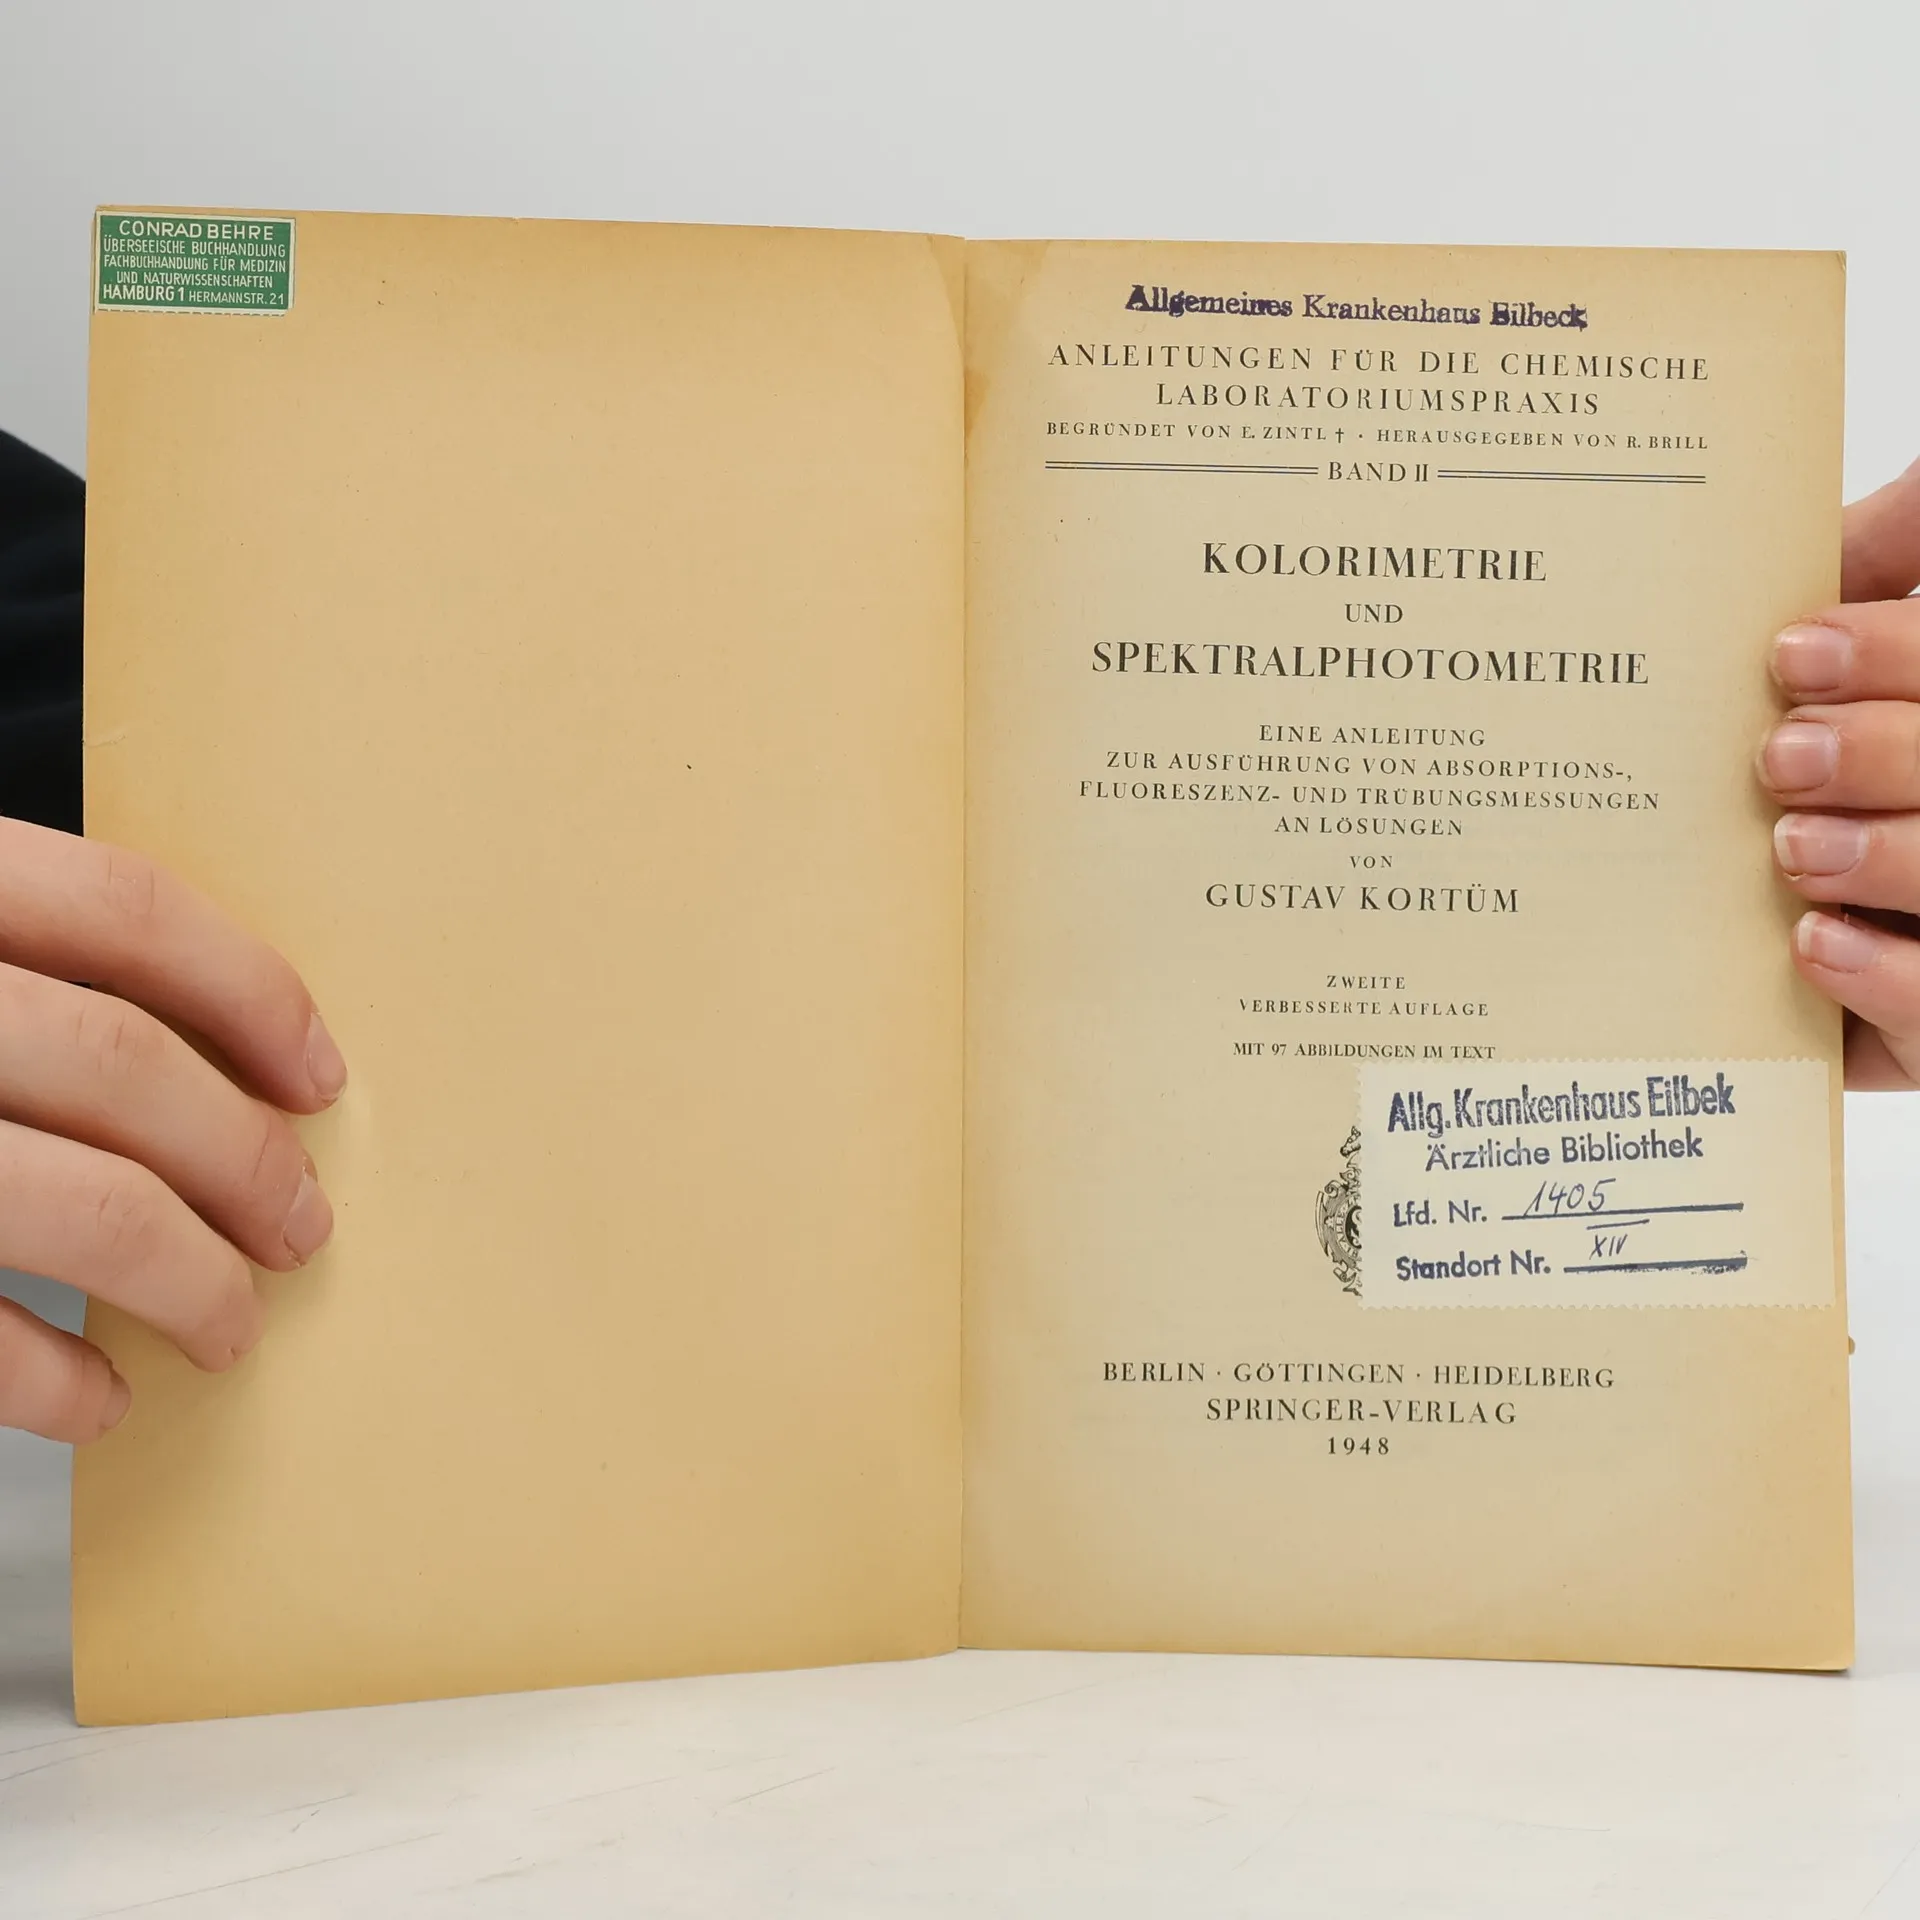 CONRAD BEHRE
ÜBERSEEISCHE BUCHHANDLUNG
FACHBUCHHANDLUNG FÜR MEDIZIN
UND NATURWISSENSCHAFTEN
HAMBURG 1 HERMANNSTR. 21
Allgemeines Krankenhaus Eilbeck
ANLEITUNGEN FÜR DIE CHEMISCHE
LABORATORIUMSPRAXIS
BEGRÜNDET VON E. ZINTL † · HERAUSGEGEBEN VON R. BRILL
BAND II
KOLORIMETRIE
UND
SPEKTRALPHOTOMETRIE
EINE ANLEITUNG
ZUR AUSFÜHRUNG VON ABSORPTIONS-,
FLUORESZENZ- UND TRÜBUNGSMESSUNGEN
AN LÖSUNGEN
VON
GUSTAV KORTÜM
ZWEITE
VERBESSERTE AUFLAGE
MIT 97 ABBILDUNGEN IM TEXT
Allg. Krankenhaus Eilbek
Ärztliche Bibliothek
Lfd. Nr. 1405
Standort Nr. XIV
BERLIN · GÖTTINGEN · HEIDELBERG
SPRINGER-VERLAG
1948